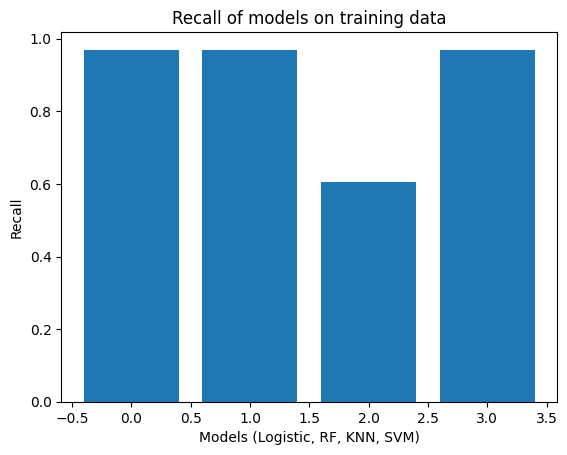 Recall of models on training data
1.0
0.8
0.6
0.4
0.2
0.0
Recall
−0.5 0.0 0.5 1.0 1.5 2.0 2.5 3.0 3.5
Models (Logistic, RF, KNN, SVM)